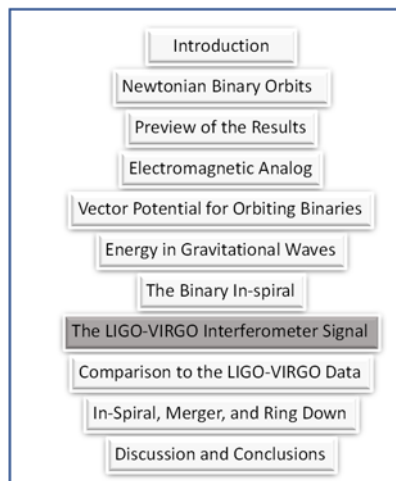 Introduction
Newtonian Binary Orbits
Preview of the Results
Electromagnetic Analog
Vector Potential for Orbiting Binaries
Energy in Gravitational Waves
The Binary In-spiral
The LIGO-VIRGO Interferometer Signal
Comparison to the LIGO-VIRGO Data
In-Spiral, Merger, and Ring Down
Discussion and Conclusions